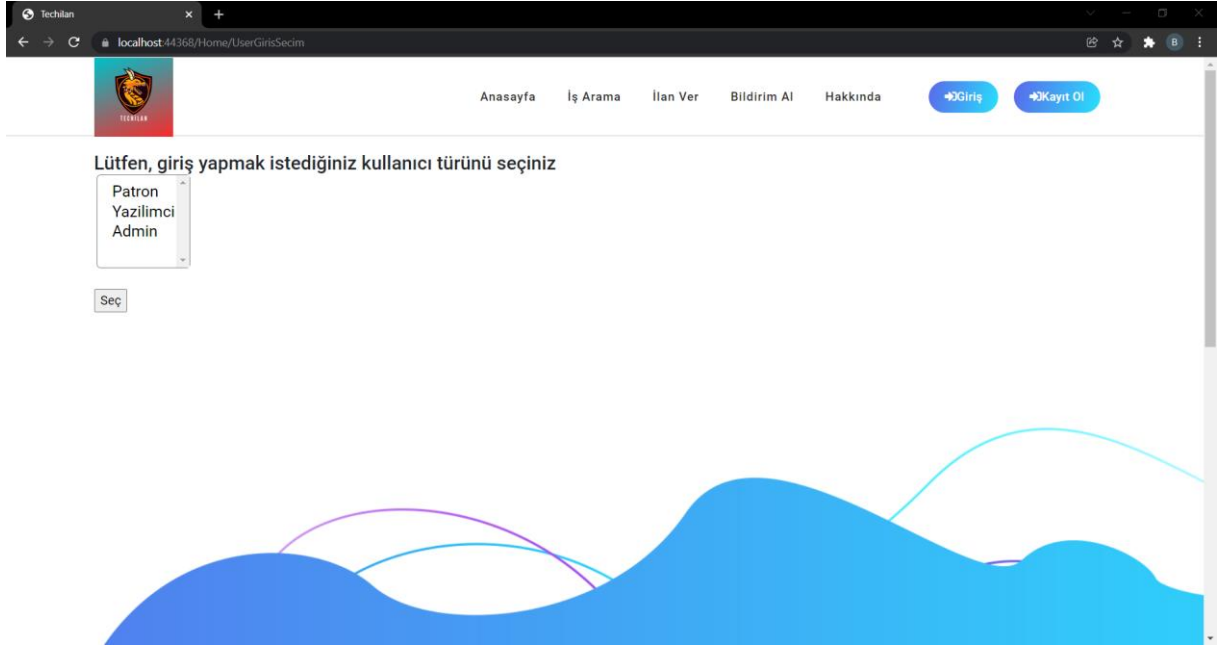 Techilan
localhost:44368/Home/UserGirisSecim
B
TECHILAN
Anasayfa İş Arama İlan Ver Bildirim Al Hakkında Giriş Kayıt Ol
Lütfen, giriş yapmak istediğiniz kullanıcı türünü seçiniz
Patron
Yazilimci
Admin
Seç